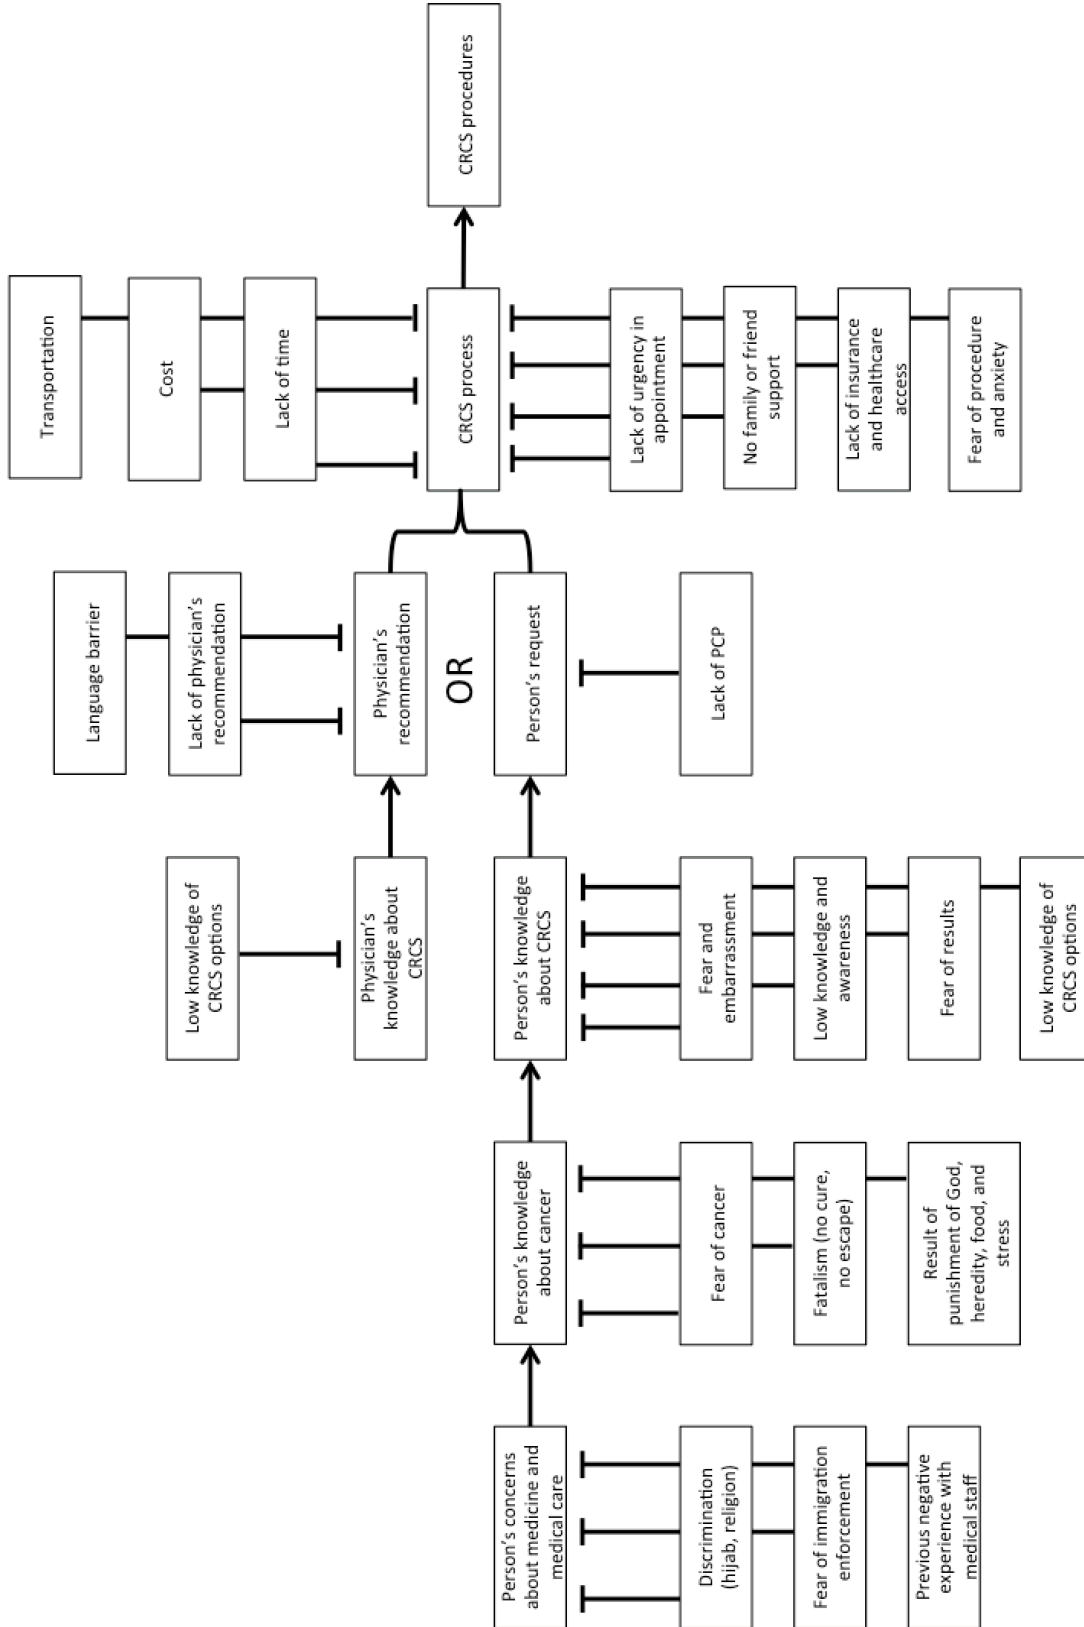 Transportation
Cost
Lack of time
Language barrier
Lack of physician's
recommendation
Low knowledge of
CRCS options
Physician's
knowledge about
CRCS
Physician's
recommendation
OR
CRCS process
CRCS procedures
Person's concerns
about medicine and
medical care
Person's knowledge
about cancer
Person's knowledge
about CRCS
Person's request
Discrimination
(hijab, religion)
Fear of immigration
enforcement
Previous negative
experience with
medical staff
Fear of cancer
Fatalism (no cure,
no escape)
Result of
punishment of God,
heredity, food, and
stress
Fear and
embarrassment
Low knowledge and
awareness
Fear of results
Low knowledge of
CRCS options
Lack of PCP
Lack of urgency in
appointment
No family or friend
support
Lack of insurance
and healthcare
access
Fear of procedure
and anxiety